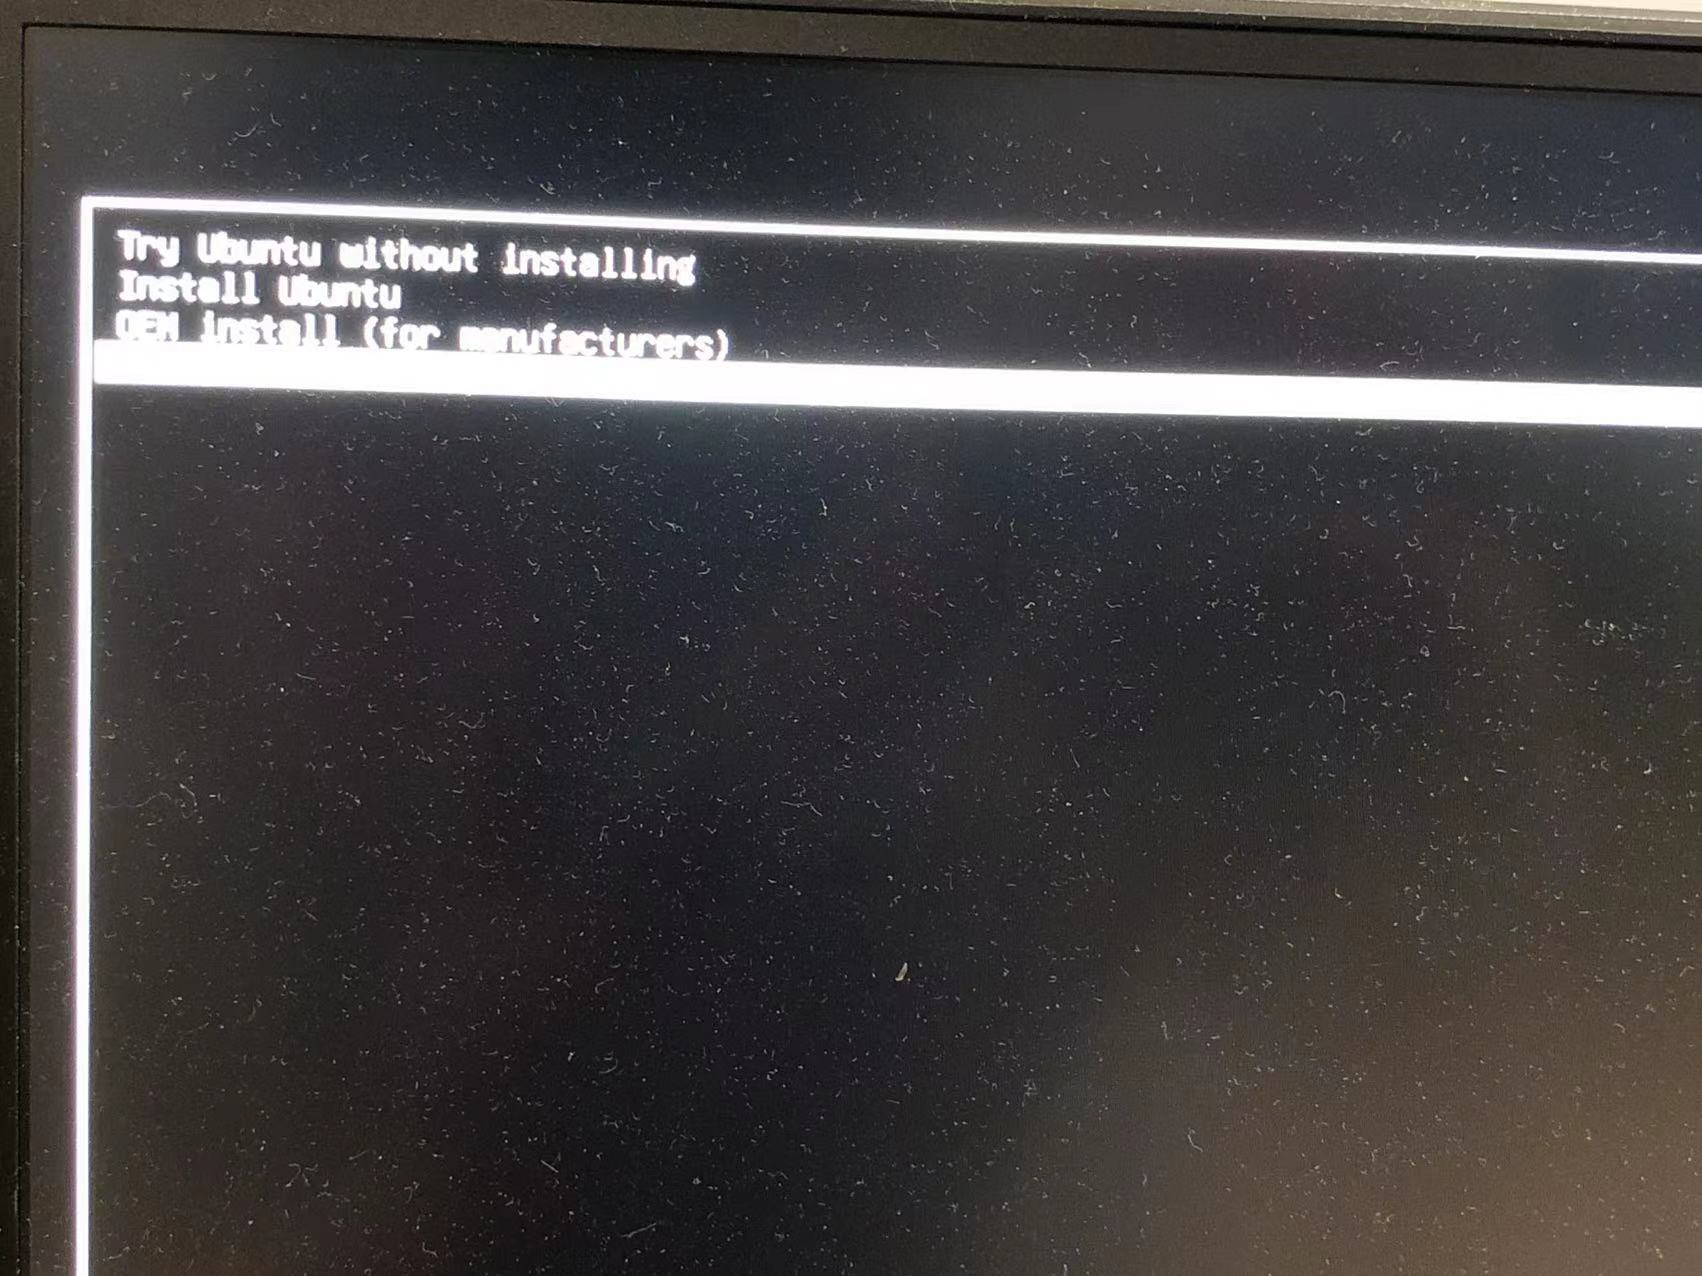 Try Ubuntu without installing
Install Ubuntu
OEM install (for manufacturers)